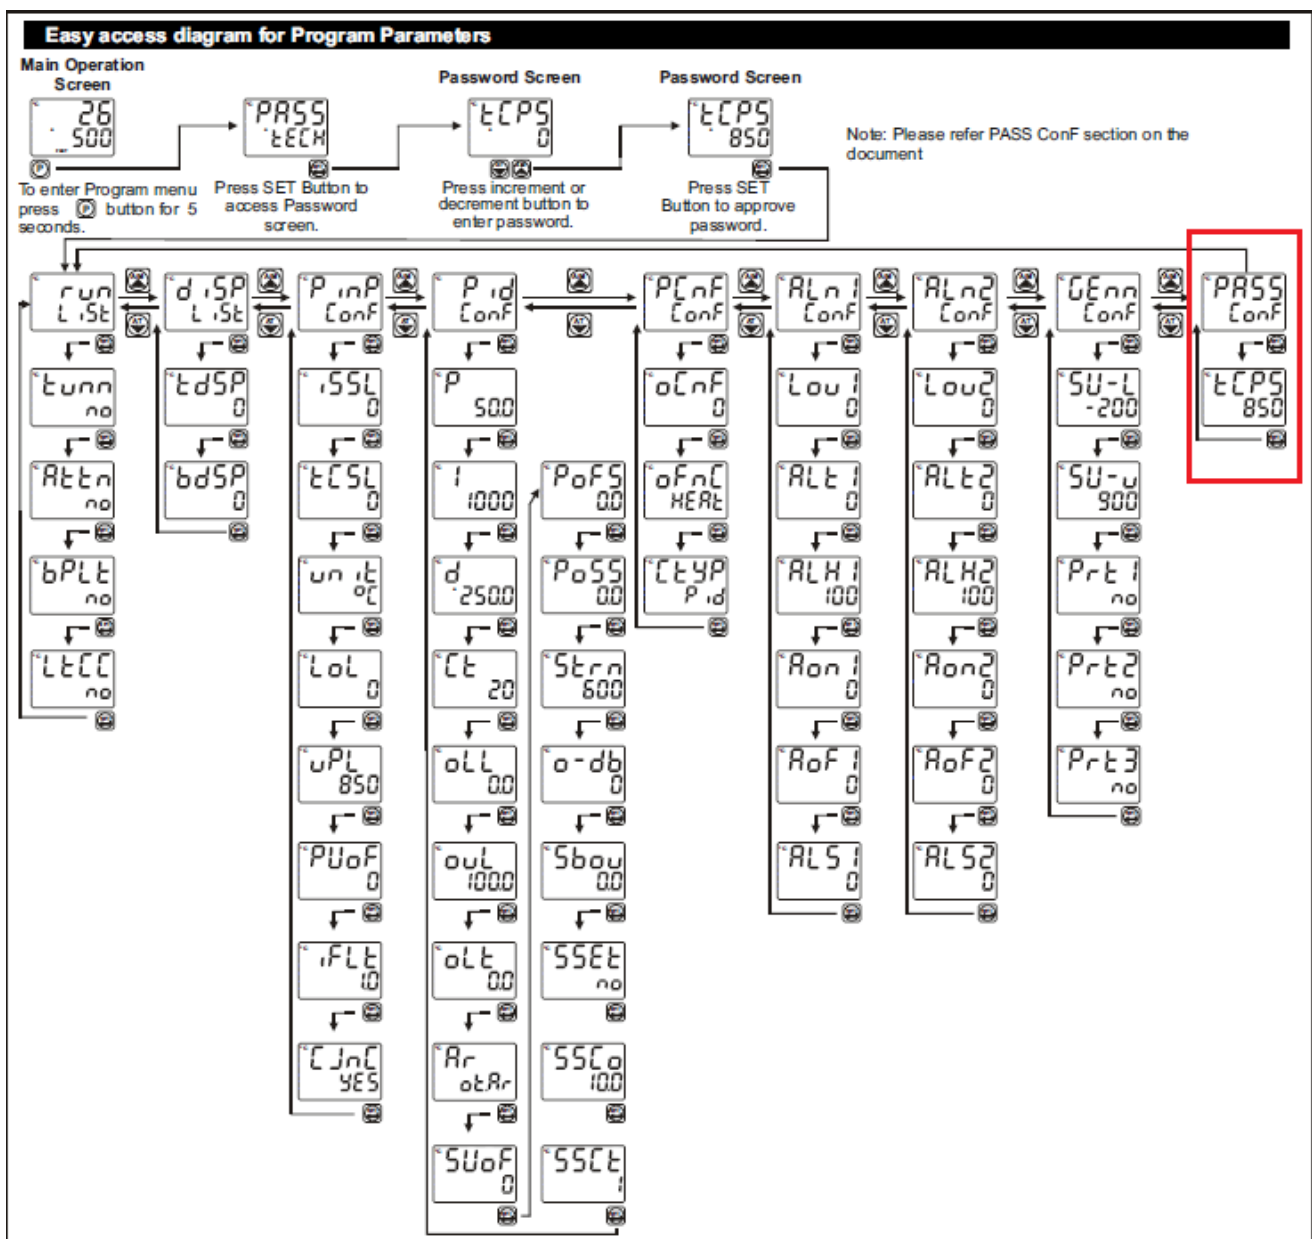 Easy access diagram for Program Parameters
Main Operation
Screen
26
500
PASS
tECH
Password Screen
tCPS
0
Password Screen
tCPS
850
Note: Please refer PASS ConF section on the
document
To enter Program menu
press P button for 5
seconds.
Press SET Button to
access Password
screen.
Press increment or
decrement button to
enter password.
Press SET
Button to approve
password.
run
LiSt
diSP
LiSt
PinP
ConF
Pid
ConF
PCnF
ConF
ALn1
ConF
ALn2
ConF
GEnn
ConF
PASS
ConF
tunn
no
Attn
no
bPLt
no
LtCC
no
tdSP
0
bdSP
0
iSSL
0
tCSL
0
unit
°C
LoL
0
uPL
850
PUoF
0
iFLt
1.0
CJnC
YES
P
50.0
I
1000
d
250.0
Ct
20
oLL
0.0
ouL
100.0
oLt
0.0
Ar
ot.Ar
SUoF
0
PoFS
0.0
PoSS
0.0
Strn
600
o-db
0
Sbou
0.0
SSEt
no
SSCo
10.0
SSCt
1
oCnF
0
oFnC
HEAt
CtYP
Pid
Lou1
0
ALt1
0
ALH1
100
Aon1
0
AoF1
0
ALS1
0
Lou2
0
ALt2
0
ALH2
100
Aon2
0
AoF2
0
ALS2
0
SU-L
-200
SU-u
900
Prt1
no
Prt2
no
Prt3
no
tCPS
850